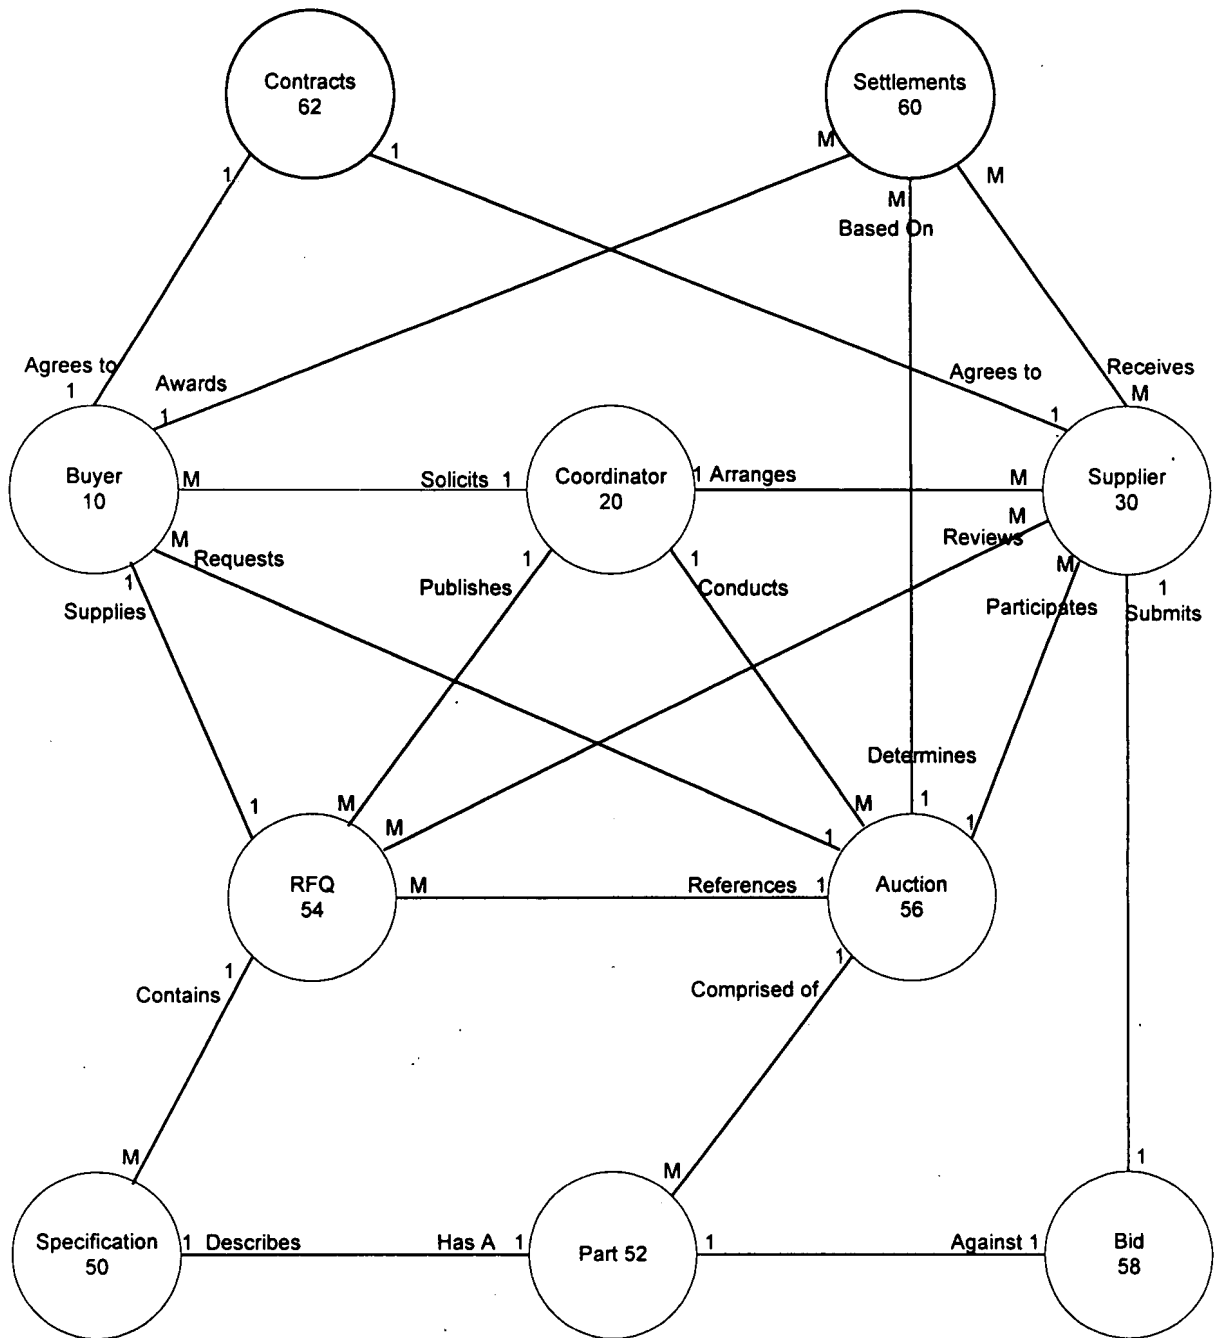 Contracts
62
Settlements
60
1
1
M
M
M
Based On
Agrees to
1
Awards
1
Agrees to
1
Receives
M
Buyer
10
M
Solicits 1
Coordinator
20
1 Arranges
M
Supplier
30
M
Requests
1
Supplies
1
Publishes
1
Conducts
M
Reviews
M
Participates
1
Submits
Determines
1
M
M
M
1
1
1
RFQ
54
M
References 1
Auction
56
1
Contains
1
Comprised of
M
M
1
Specification
50
1 Describes
Has A 1
Part 52
1
Against 1
Bid
58